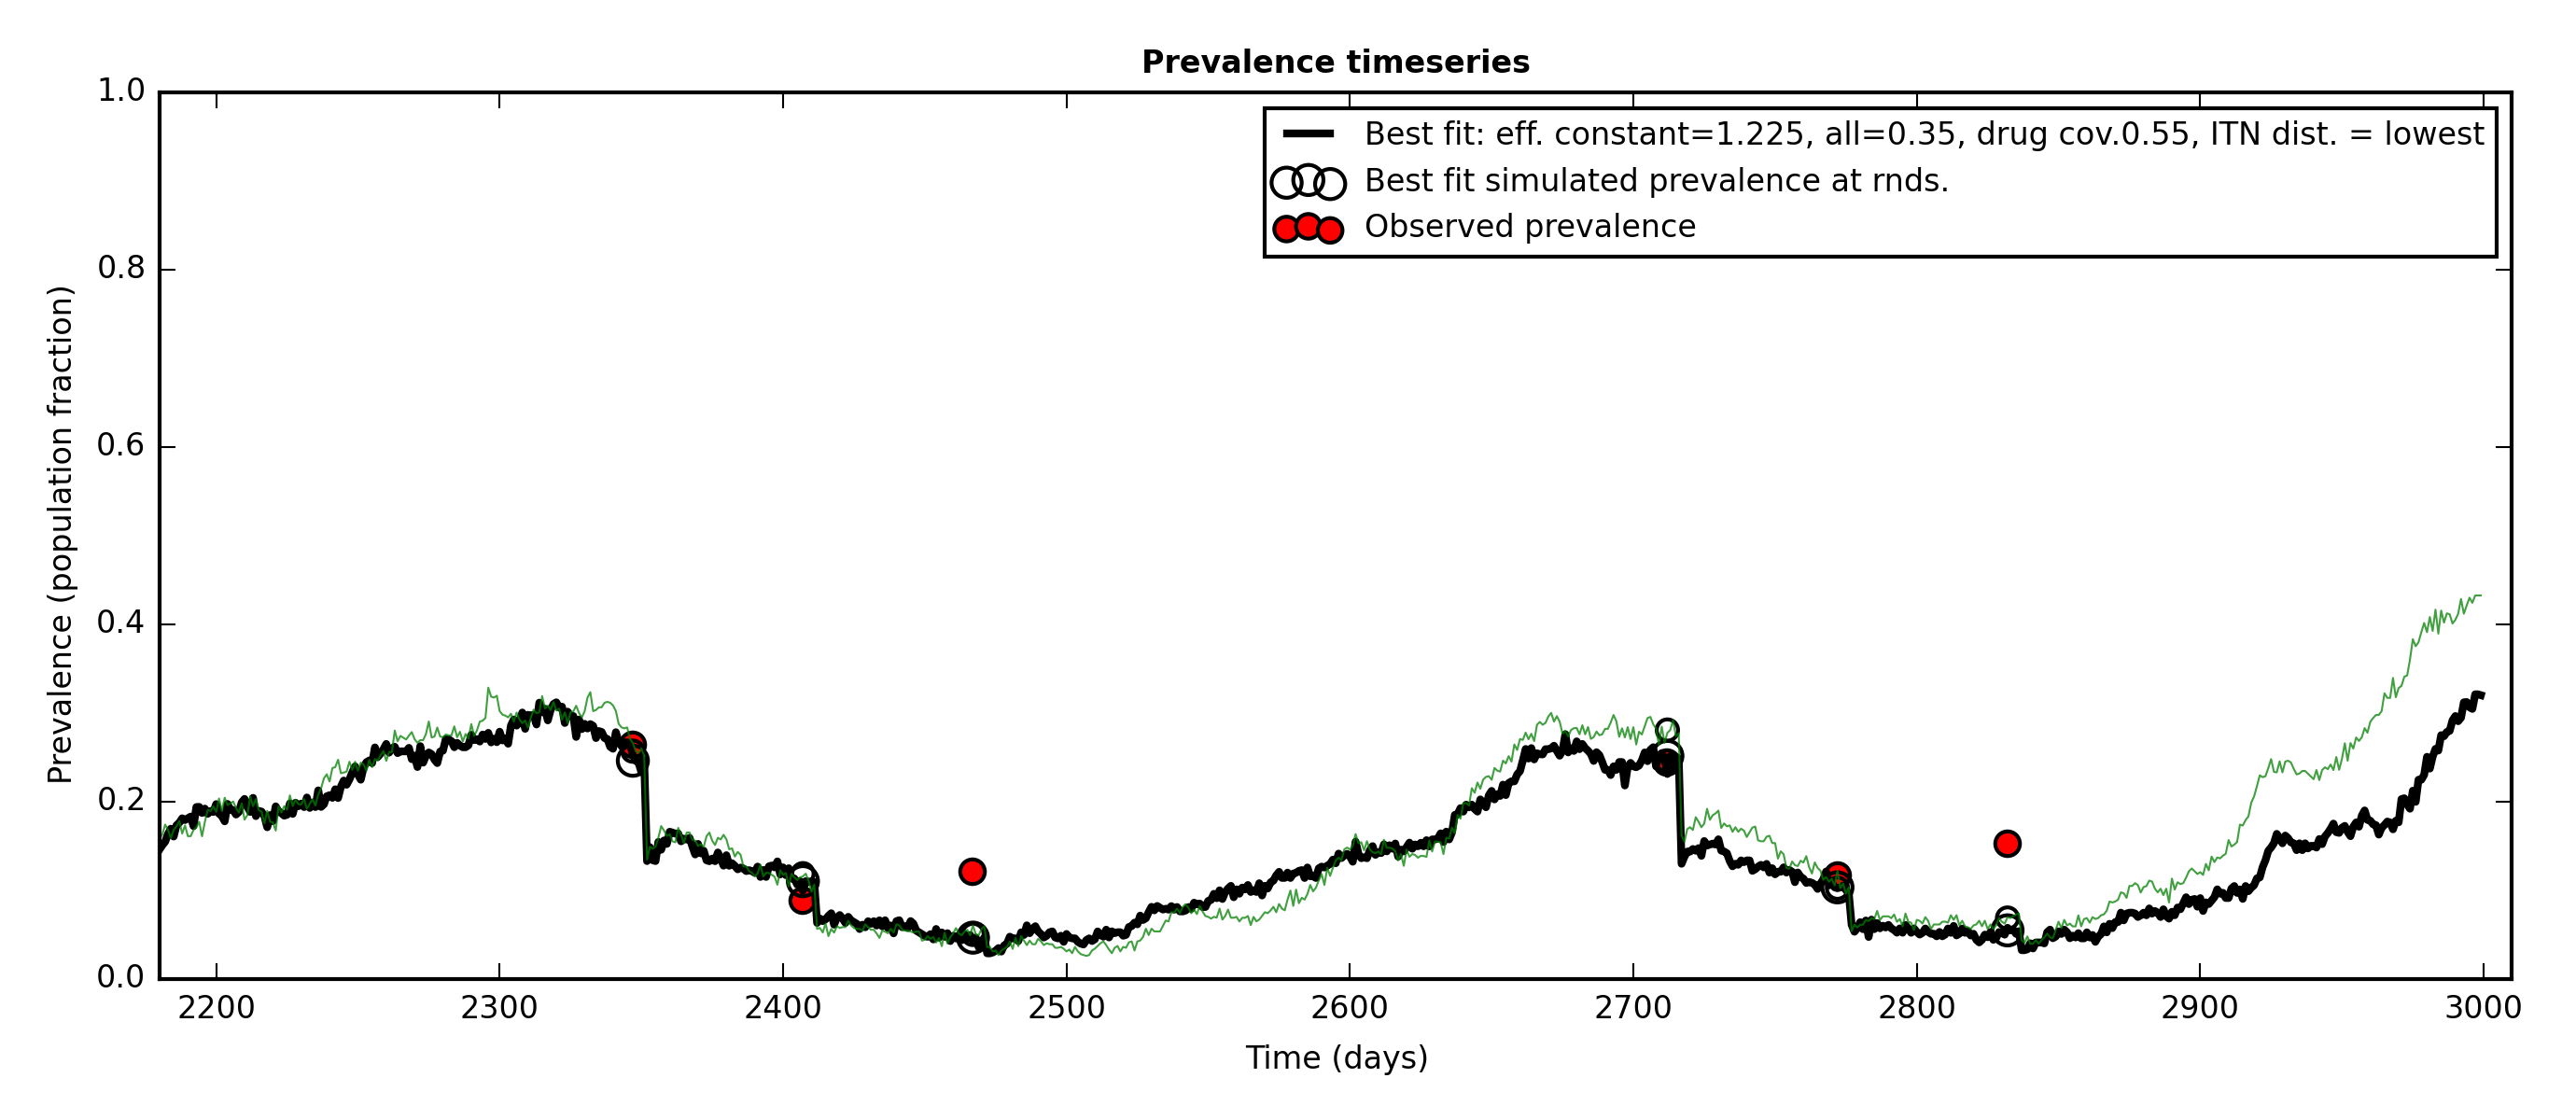 Prevalence timeseries
1.0
0.8
0.6
0.4
0.2
0.0
Prevalence (population fraction)
Best fit: eff. constant=1.225, all=0.35, drug cov.0.55, ITN dist. = lowest
Best fit simulated prevalence at rnds.
Observed prevalence
2200 2300 2400 2500 2600 2700 2800 2900 3000
Time (days)